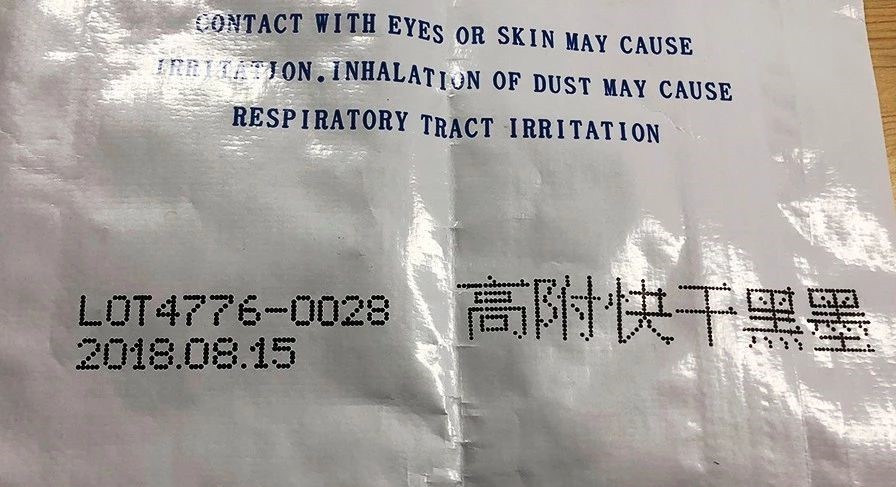 CONTACT WITH EYES OR SKIN MAY CAUSE
IRRITATION.INHALATION OF DUST MAY CAUSE
RESPIRATORY TRACT IRRITATION
LOT4776-0028 高附快干黑墨
2018.08.15